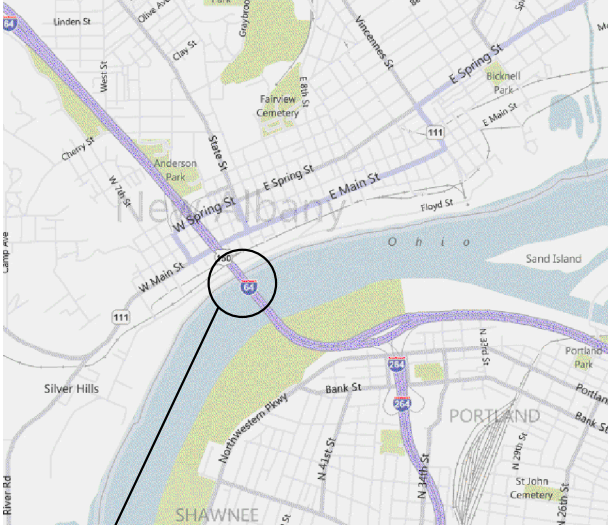 Park
64
Linden St
Olive Ave
Graybroo
Vincennes St
Clay St
West St
E 8th St
E Spring St
Bicknell
Park
Fairview
Cemetery
E Main St
111
Cherry St
State St
Anderson
Park
W 7th St
E Spring St
E Main St
New Albany
W Spring St
Floyd St
Camp Ave
Ohio
150
Sand Island
W Main St
64
111
N 33rd St
Portland
Park
264
Silver Hills
Bank St
Portlan
264
Northwestern Pkwy
PORTLAND
Bank St
N 41st St
N 34th St
N 29th St
St John
Cemetery
N 26th St
River Rd
SHAWNEE
St